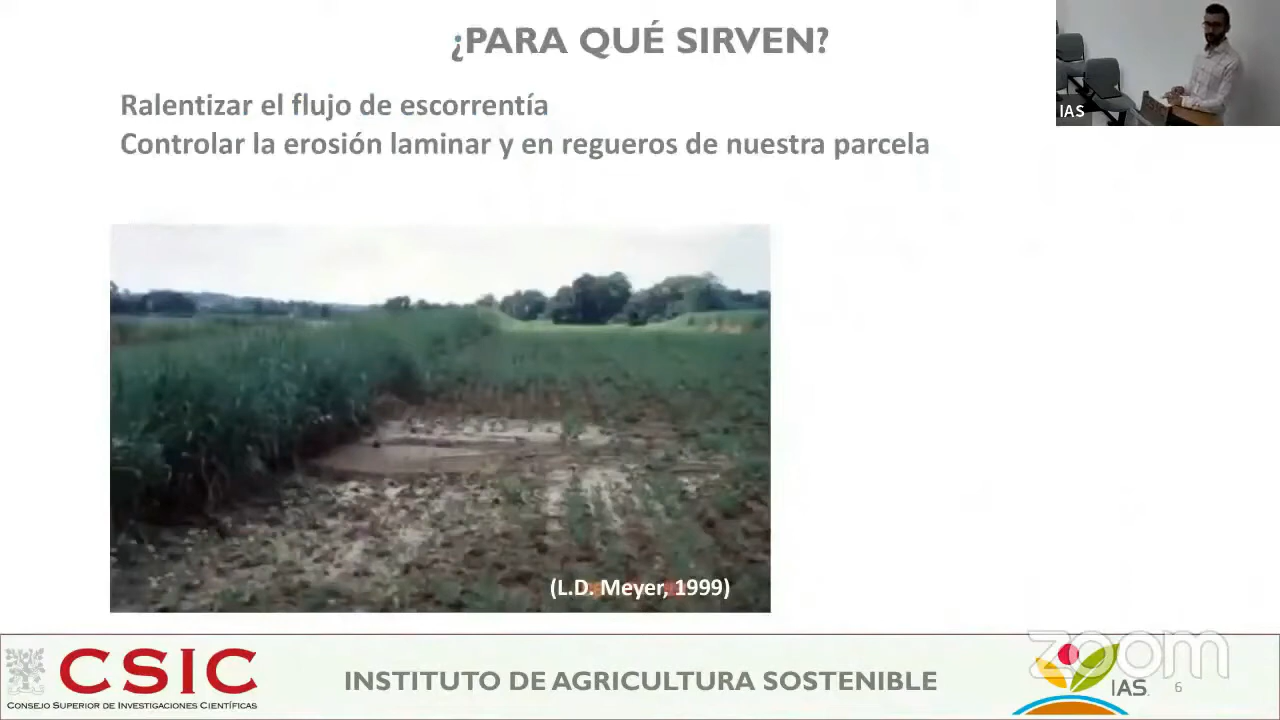 ¿PARA QUÉ SIRVEN?
IAS
Ralentizar el flujo de escorrentía
Controlar la erosión laminar y en regueros de nuestra parcela
(L.D. Meyer, 1999)
CSIC
CONSEJO SUPERIOR DE INVESTIGACIONES CIENTÍFICAS
INSTITUTO DE AGRICULTURA SOSTENIBLE
zoom
IAS
6